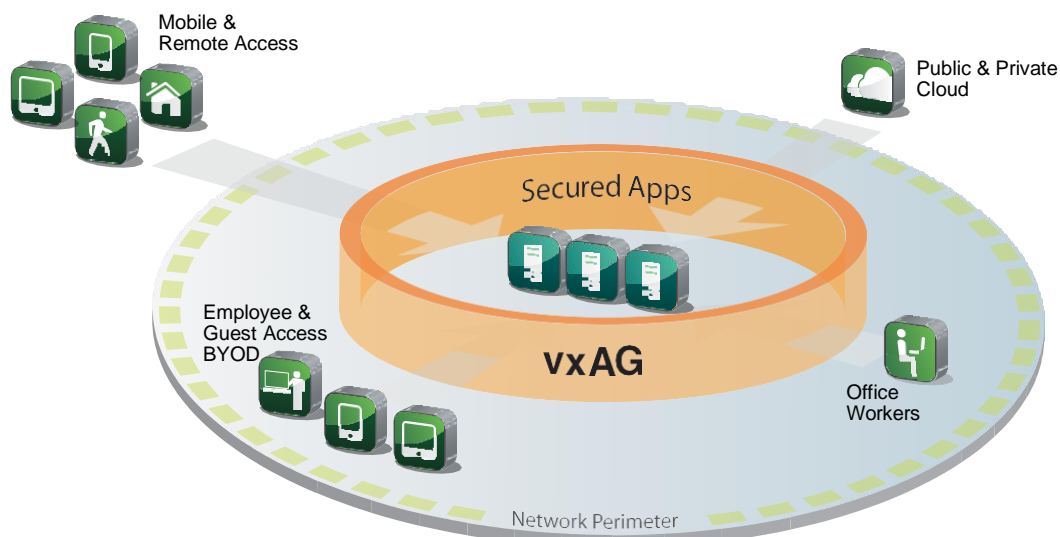 Mobile &
Remote Access
Public & Private
Cloud
Secured Apps
Employee &
Guest Access
BYOD
vxAG
Office
Workers
Network Perimeter